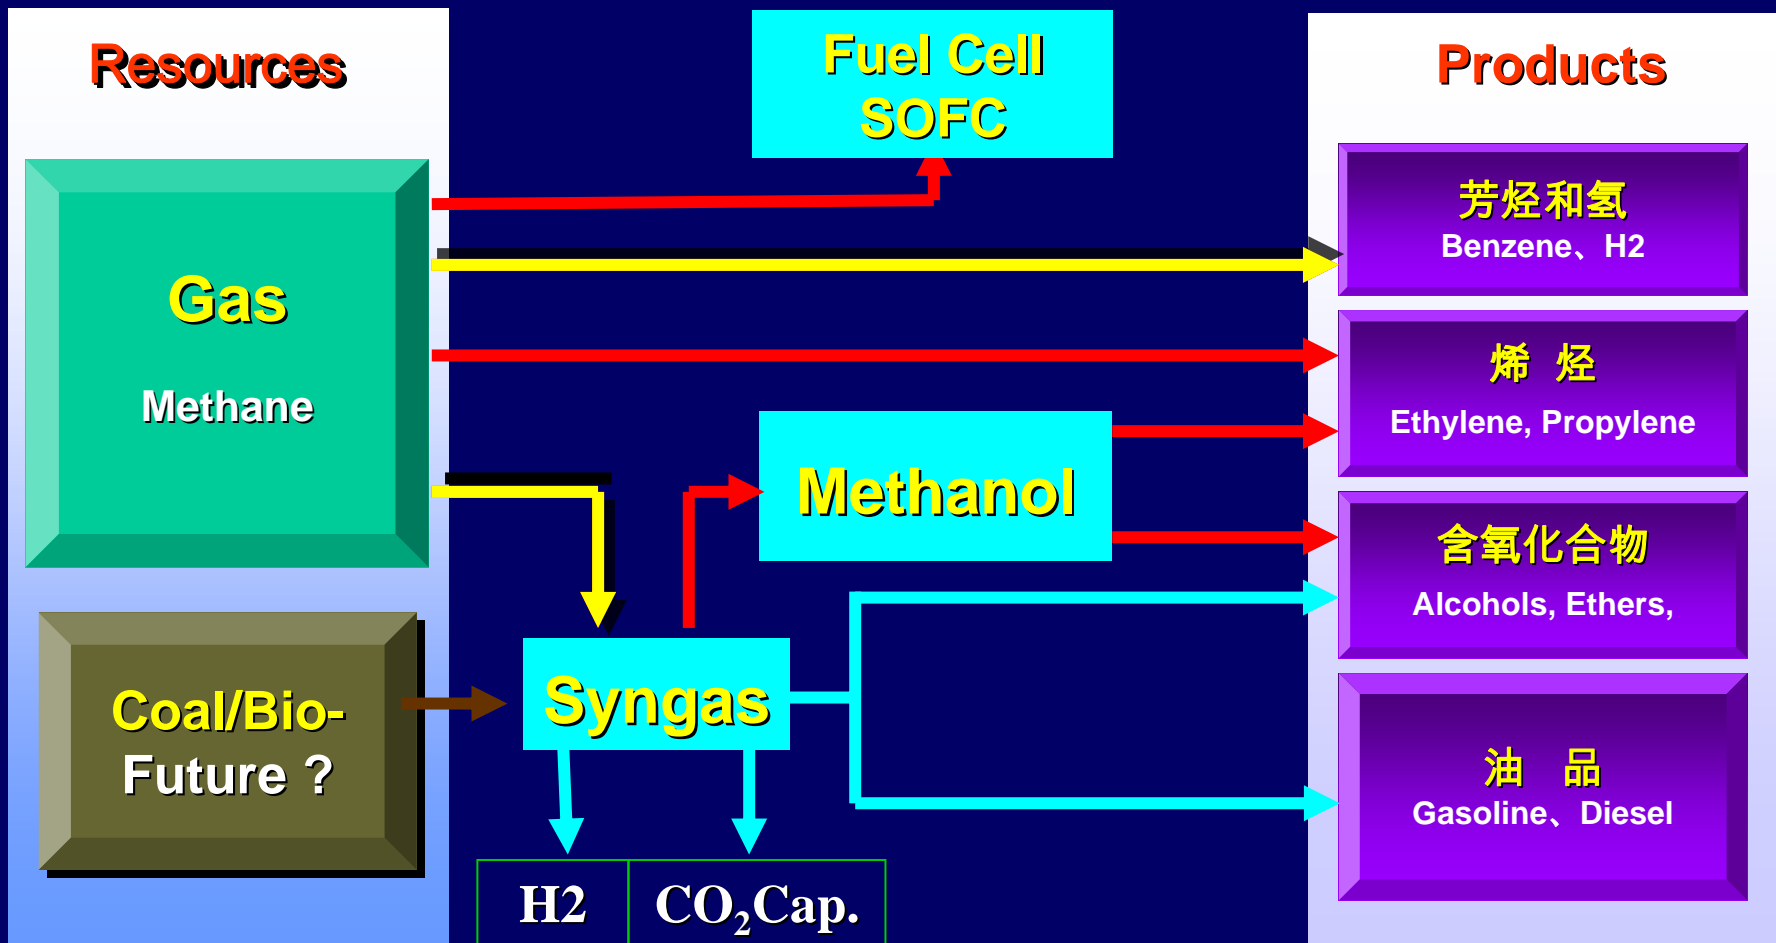 Resources
Gas
Methane
Coal/Bio-
Future ?
Fuel Cell
SOFC
Methanol
Syngas
H2
CO₂Cap.
Products
芳烃和氢
Benzene、H2
烯 烃
Ethylene, Propylene
含氧化合物
Alcohols, Ethers,
油 品
Gasoline、Diesel